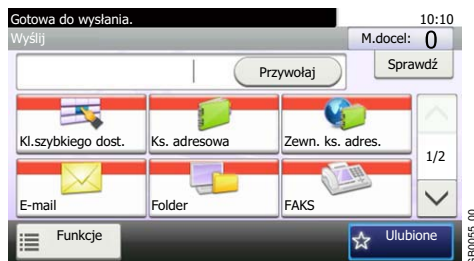 Gotowa do wysłania.
10:10
Wyślij
M.docel: 0
Przywołaj
Sprawdź
Kl.szybkiego dost.
Ks. adresowa
Zewn. ks. adres.
1/2
E-mail
Folder
FAKS
Funkcje
Ulubione
GB0055_00